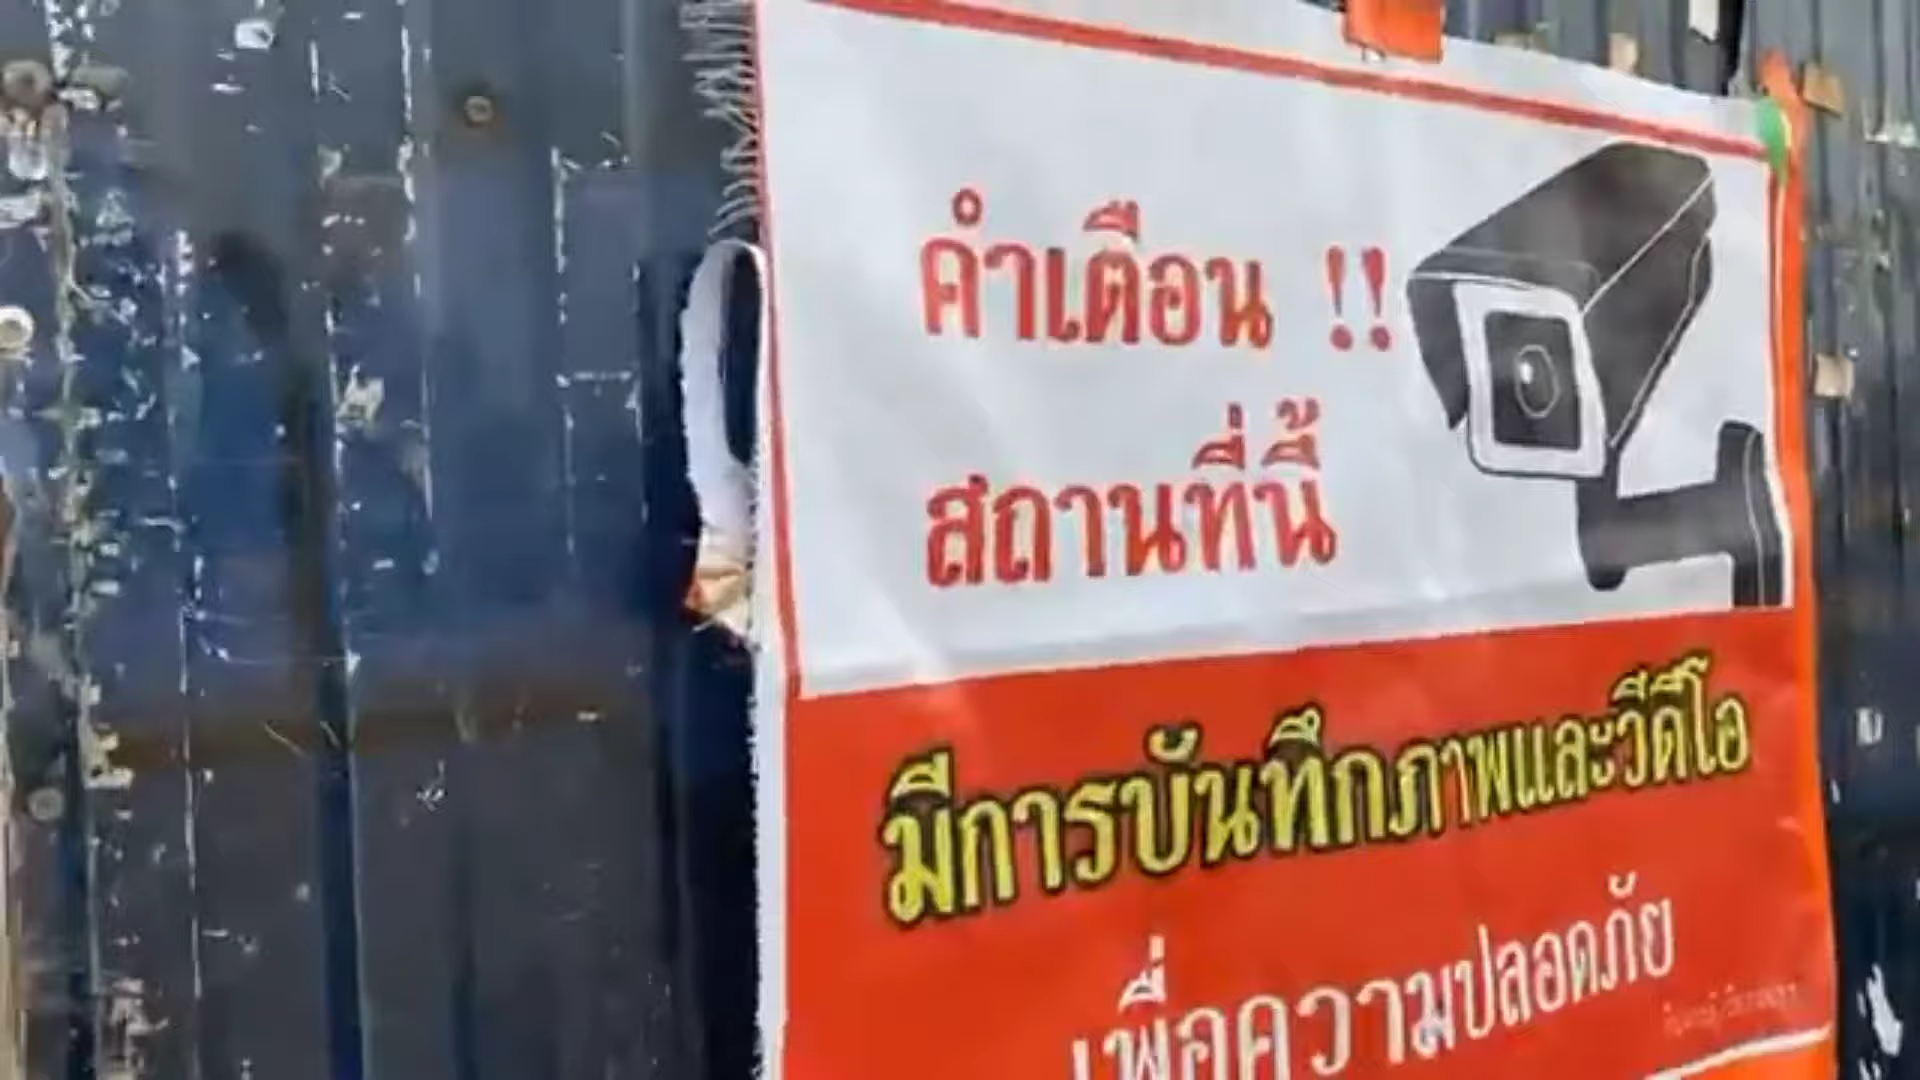 คำเตือน !!
สถานที่นี้
มีการบันทึกภาพและวีดีโอ
เพื่อความปลอดภัย